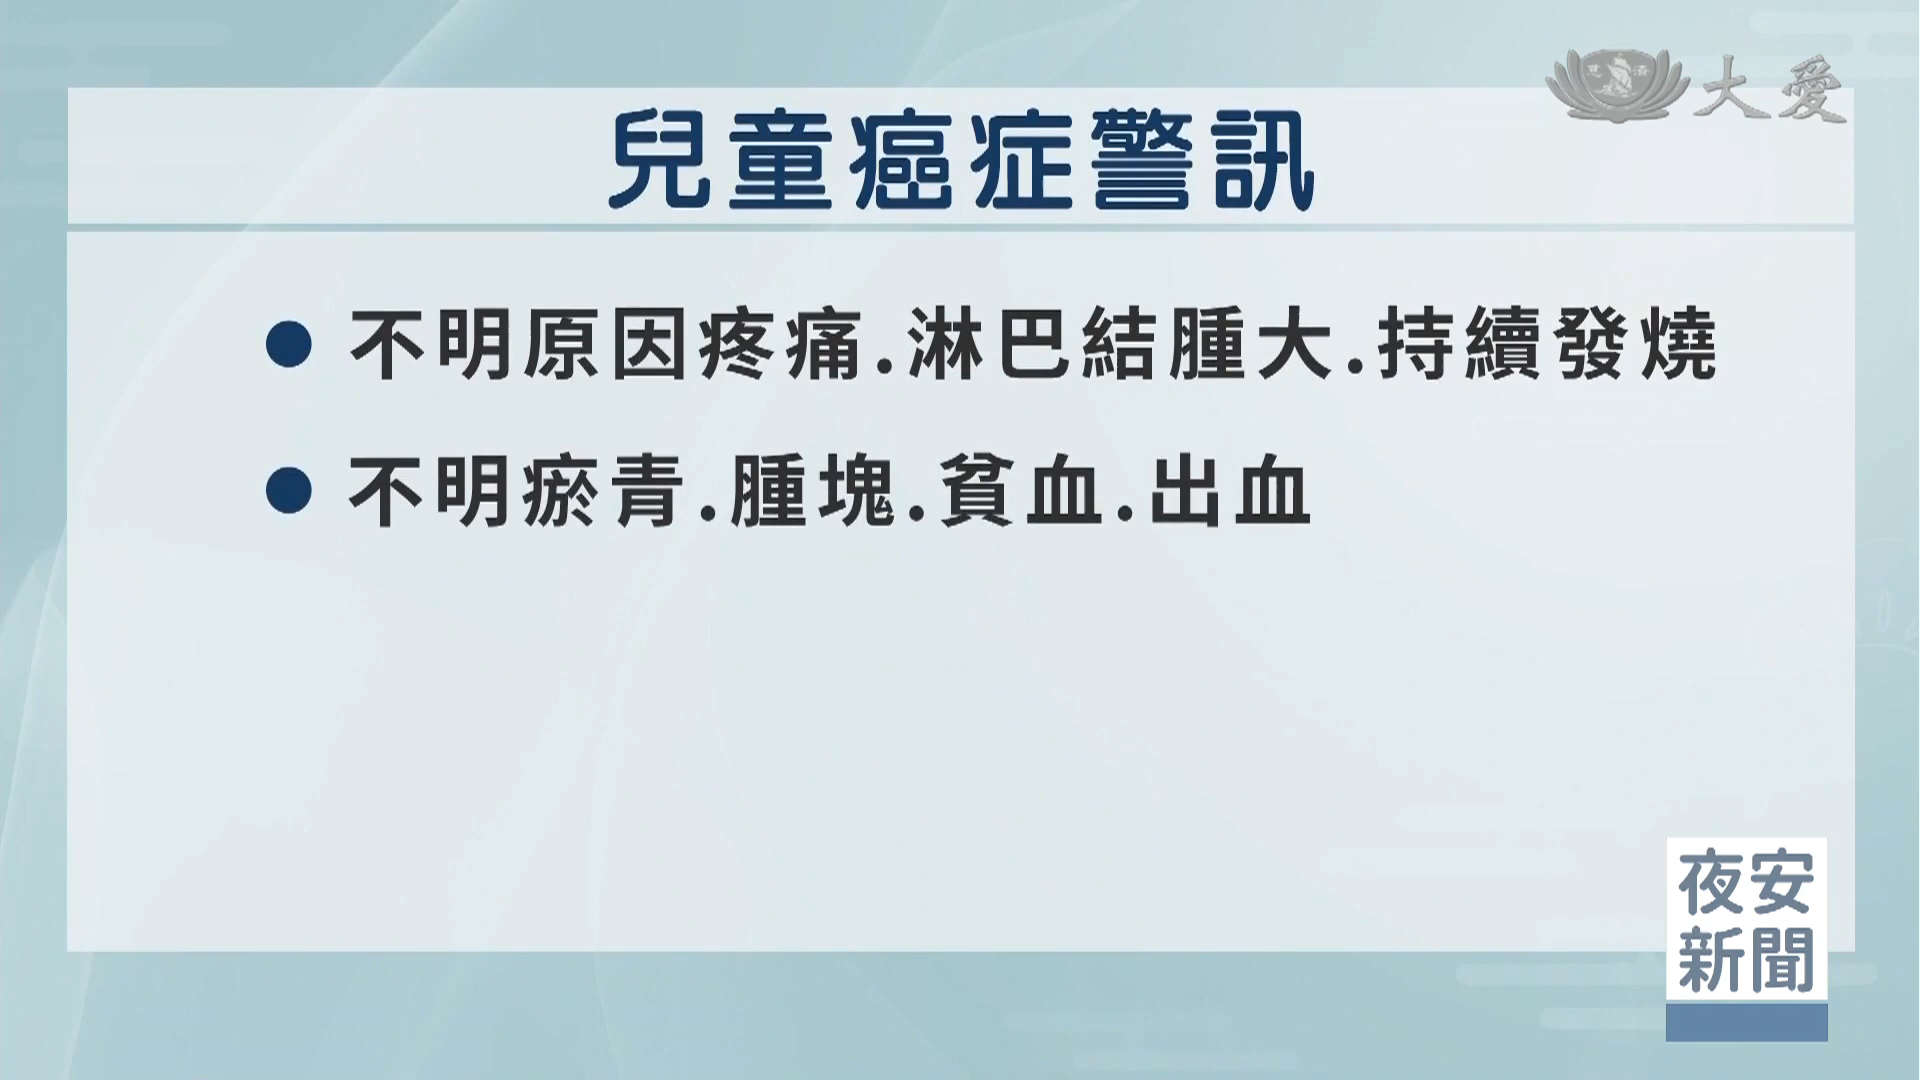 大愛
兒童癌症警訊
不明原因疼痛.淋巴結腫大.持續發燒
不明瘀青.腫塊.貧血.出血
夜安
新聞